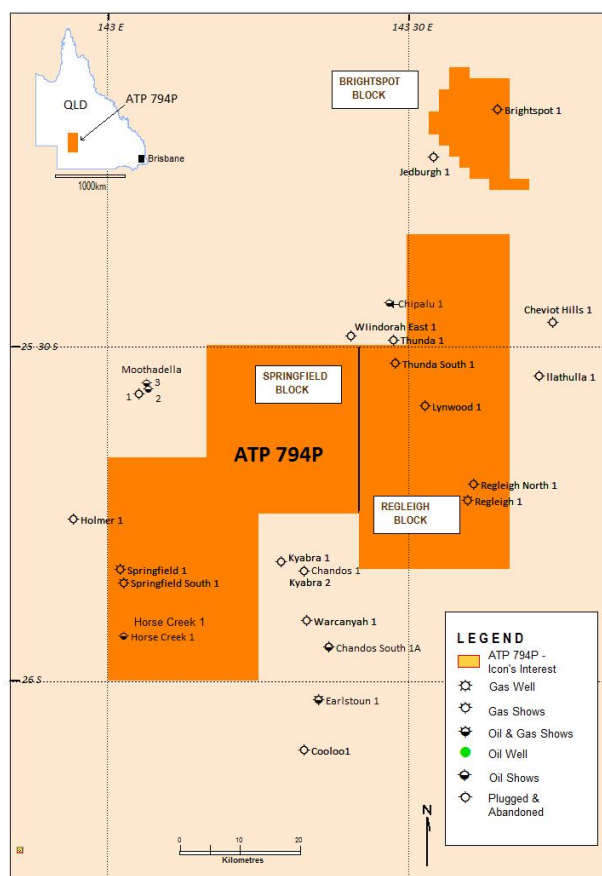 143 E
143 30 E
QLD
ATP 794P
Brisbane
1000km
BRIGHTSPOT
BLOCK
Brightspot 1
Jedburgh 1
Chipalu 1
WIindorah East 1
Thunda 1
Cheviot Hills 1
25 30 S
Moothadella
3
1
2
SPRINGFIELD
BLOCK
Thunda South 1
Ilathulla 1
Lynwood 1
ATP 794P
Regleigh North 1
Regleigh 1
REGLEIGH
BLOCK
Holmer 1
Kyabra 1
Chandos 1
Kyabra 2
Springfield 1
Springfield South 1
Horse Creek 1
Horse Creek 1
Warcanyah 1
Chandos South 1A
26 S
Earlstoun 1
Cooloo1
LEGEND
ATP 794P -
Icon's Interest
Gas Well
Gas Shows
Oil & Gas Shows
Oil Well
Oil Shows
Plugged &
Abandoned
N
0 10 20
Kilometres